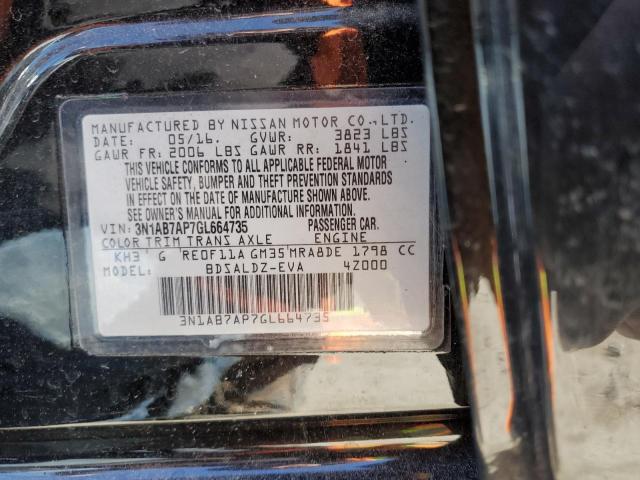 MANUFACTURED BY NISSAN MOTOR CO., LTD.
DATE: 05/16. GVWR: 3823 LBS
GAWR FR: 2006 LBS GAWR RR: 1841 LBS
THIS VEHICLE CONFORMS TO ALL APPLICABLE FEDERAL MOTOR
VEHICLE SAFETY, BUMPER AND THEFT PREVENTION STANDARDS
IN EFFECT ON THE DATE OF MANUFACTURE SHOWN ABOVE.
SEE OWNER'S MANUAL FOR ADDITIONAL INFORMATION.
VIN: 3N1AB7AP7GL664735 PASSENGER CAR.
COLOR TRIM TRANS AXLE ENGINE
KH3 G RE0F11A GM35 MRA8DE 1798 CC
MODEL: BDSALDZ-EVA 42000
3N1AB7AP7GL664735